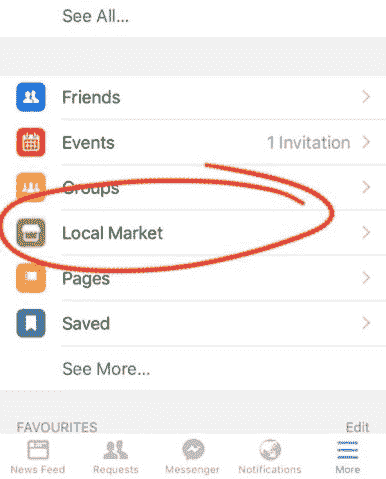 See All...
Friends
Events 1 Invitation
Groups
Local Market
Pages
Saved
See More...
FAVOURITES Edit
News Feed Requests Messenger Notifications More